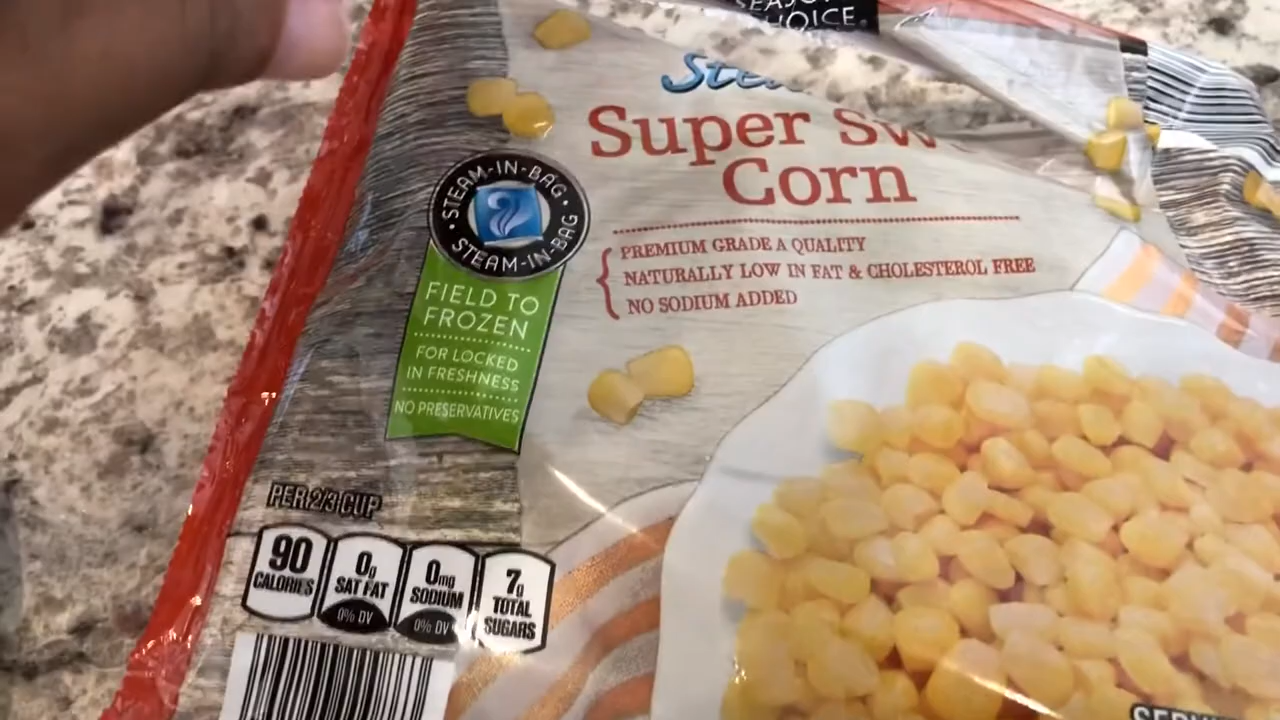 CHOICE
Super
Corn
PREMIUM GRADE A QUALITY
NATURALLY LOW IN FAT & CHOLESTEROL FREE
NO SODIUM ADDED
STEAM-IN-BAG
STEAM-IN-BAG
FIELD TO
FROZEN
FOR LOCKED
IN FRESHNESS
NO PRESERVATIVES
PER 2/3 CUP
90
CALORIES
0g
SAT FAT
0% DV
0mg
SODIUM
0% DV
7g
TOTAL
SUGARS